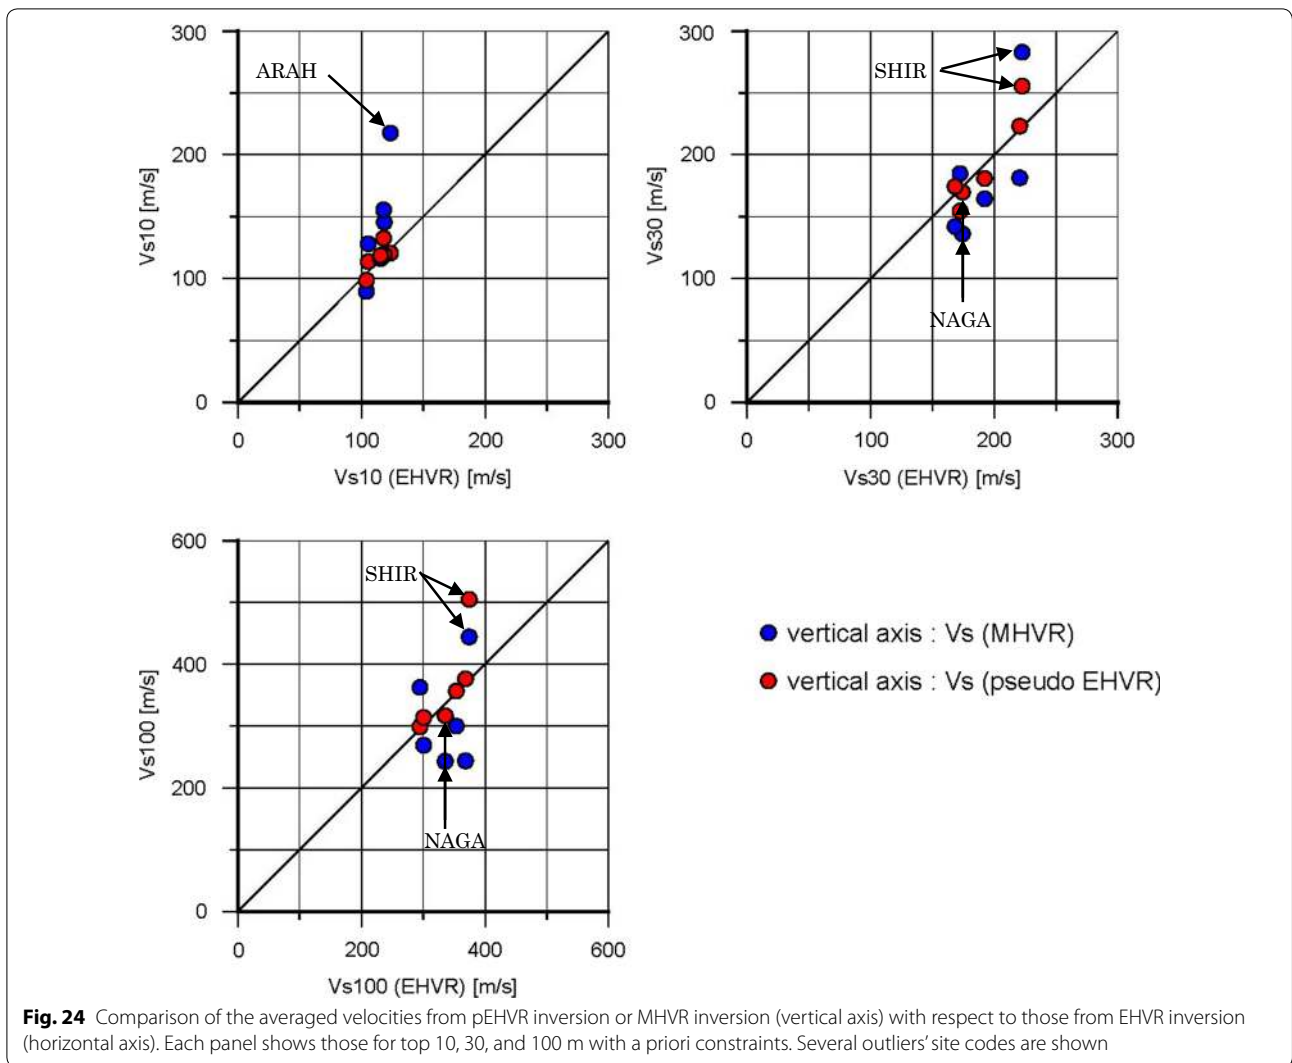 300
200
100
0
0
100
200
300
Vs10 [m/s]
Vs10 (EHVR) [m/s]
ARAH
300
200
100
0
0
100
200
300
Vs30 [m/s]
Vs30 (EHVR) [m/s]
SHIR
NAGA
600
400
200
0
0
200
400
600
Vs100 [m/s]
Vs100 (EHVR) [m/s]
SHIR
NAGA
vertical axis : Vs (MHVR)
vertical axis : Vs (pseudo EHVR)
Fig. 24 Comparison of the averaged velocities from pEHVR inversion or MHVR inversion (vertical axis) with respect to those from EHVR inversion
(horizontal axis). Each panel shows those for top 10, 30, and 100 m with a priori constraints. Several outliers' site codes are shown